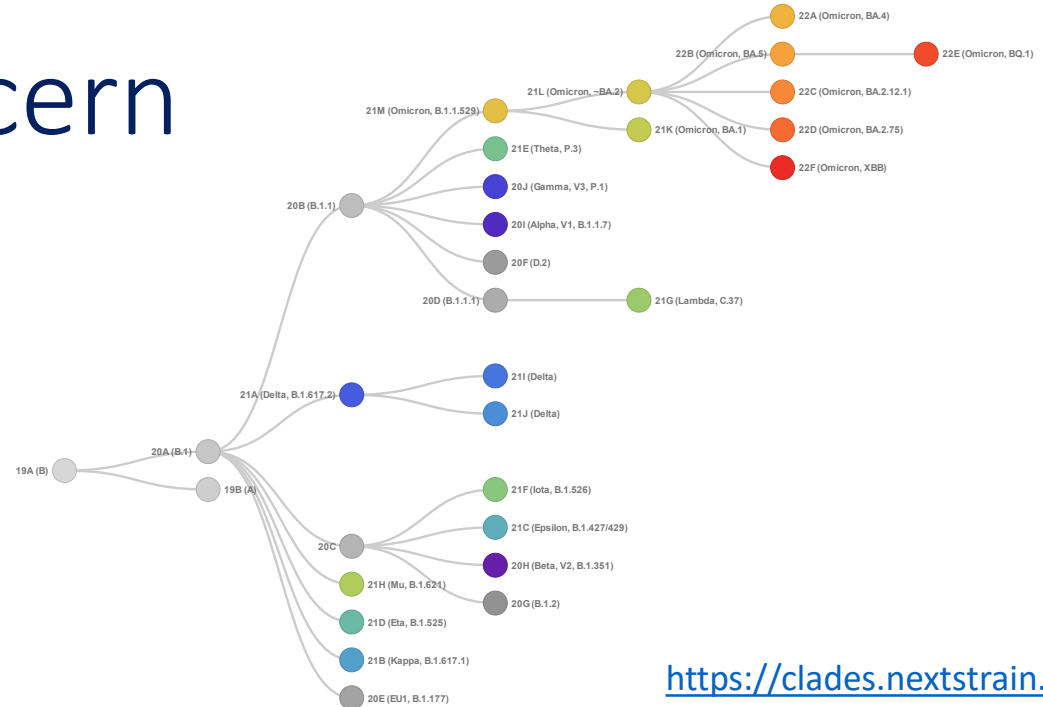 cern
22A (Omicron, BA.4)
22B (Omicron, BA.5)
22E (Omicron, BQ.1)
21L (Omicron, ~BA.2)
22C (Omicron, BA.2.12.1)
21M (Omicron, B.1.1.529)
21K (Omicron, BA.1)
22D (Omicron, BA.2.75)
21E (Theta, P.3)
22F (Omicron, XBB)
20J (Gamma, V3, P.1)
20B (B.1.1)
20I (Alpha, V1, B.1.1.7)
20F (D.2)
20D (B.1.1.1)
21G (Lambda, C.37)
21I (Delta)
21A (Delta, B.1.617.2)
21J (Delta)
20A (B.1)
19A (B)
19B (A)
21F (Iota, B.1.526)
21C (Epsilon, B.1.427/429)
20C
20H (Beta, V2, B.1.351)
21H (Mu, B.1.621)
20G (B.1.2)
21D (Eta, B.1.525)
21B (Kappa, B.1.617.1)
https://clades.nextstrain.
20E (EU1, B.1.177)